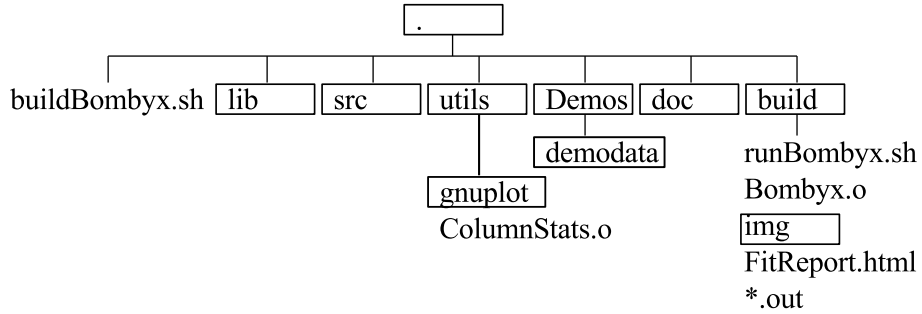 .
buildBombyx.sh lib src utils Demos doc build
demodata
runBombyx.sh
gnuplot
Bombyx.o
ColumnStats.o
img
FitReport.html
*.out